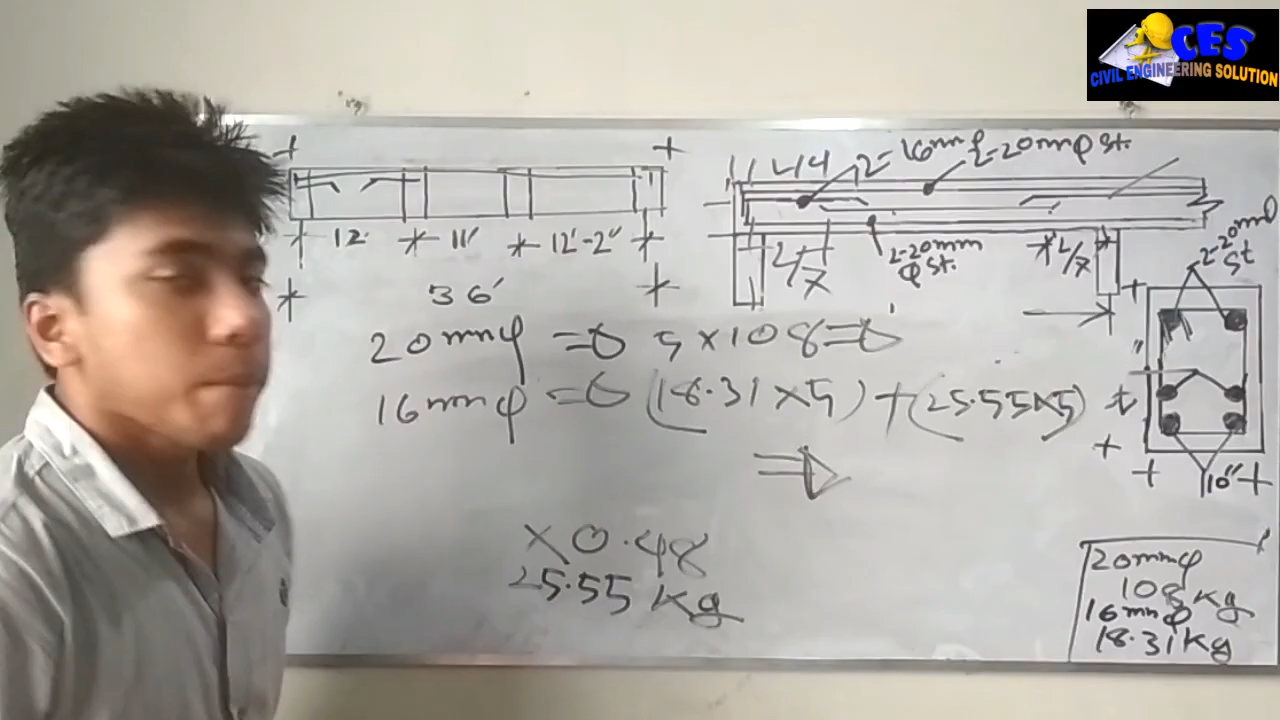 CES
CIVIL ENGINEERING SOLUTION
L/4
2-16mm
2-20mmφ st.
12'
11'
12'-2"
36'
L/7
2-20mm
φ st.
L/7
2-20mmφ
st
10"
20mmφ => 5×108=>
16mmφ => (18.31×5)+(25.55×5)
=>
×0.48
25.55 Kg
20mmφ
108 Kg
16mmφ
18.31 Kg